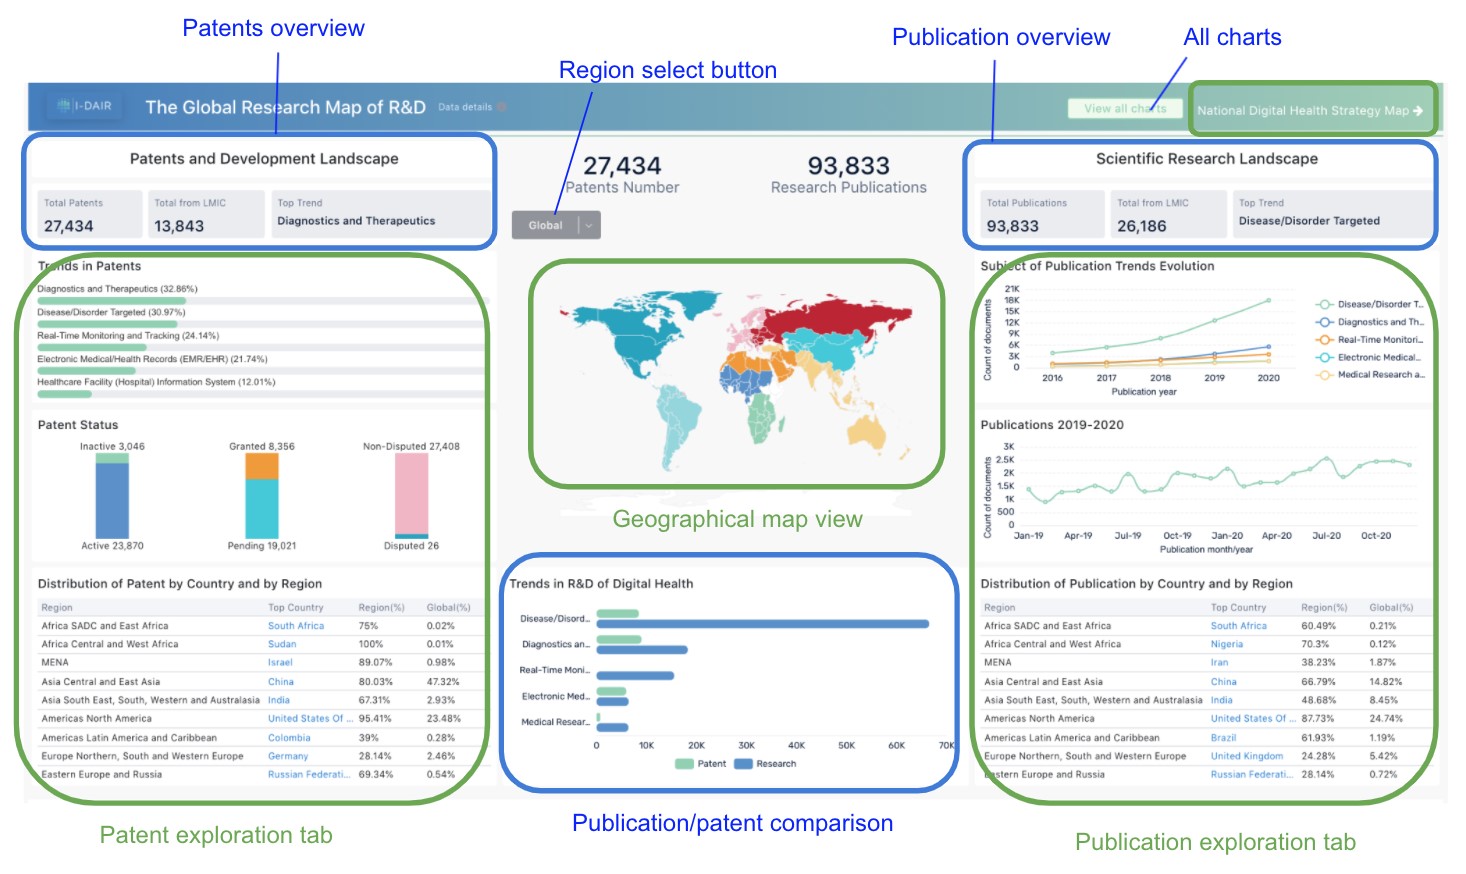 Patents overview
Publication overview
All charts
Region select button
I-DAIR
The Global Research Map of R&D
Data details
View all charts
National Digital Health Strategy Map
Patents and Development Landscape
Total Patents
27,434
Total from LMIC
13,843
Top Trend
Diagnostics and Therapeutics
27,434
Patents Number
93,833
Research Publications
Global
Scientific Research Landscape
Total Publications
93,833
Total from LMIC
26,186
Top Trend
Disease/Disorder Targeted
Trends in Patents
Diagnostics and Therapeutics (32.86%)
Disease/Disorder Targeted (30.97%)
Real-Time Monitoring and Tracking (24.14%)
Electronic Medical/Health Records (EMR/EHR) (21.74%)
Healthcare Facility (Hospital) Information System (12.01%)
Patent Status
Inactive 3,046
Granted 8,356
Non-Disputed 27,408
Active 23,870
Pending 19,021
Disputed 26
Distribution of Patent by Country and by Region
Region Top Country Region(%) Global(%)
Africa SADC and East Africa South Africa 75% 0.02%
Africa Central and West Africa Sudan 100% 0.01%
MENA Israel 89.07% 0.98%
Asia Central and East Asia China 80.03% 47.32%
Asia South East, South, Western and Australasia India 67.31% 2.93%
Americas North America United States Of ... 95.41% 23.48%
Americas Latin America and Caribbean Colombia 39% 0.28%
Europe Northern, South and Western Europe Germany 28.14% 2.46%
Eastern Europe and Russia Russian Federati... 69.34% 0.54%
Patent exploration tab
Geographical map view
Trends in R&D of Digital Health
Disease/Disord...
Diagnostics an...
Real-Time Moni...
Electronic Med...
Medical Resear...
0 10K 20K 30K 40K 50K 60K 70K
Patent Research
Publication/patent comparison
Subject of Publication Trends Evolution
Count of documents
21K
18K
15K
12K
9K
6K
3K
0
2016 2017 2018 2019 2020
Publication year
Disease/Disorder T...
Diagnostics and Th...
Real-Time Monitori...
Electronic Medical...
Medical Research a...
Publications 2019-2020
Count of documents
3K
2.5K
2K
1.5K
1K
500
0
Jan-19 Apr-19 Jul-19 Oct-19 Jan-20 Apr-20 Jul-20 Oct-20
Publication month/year
Distribution of Publication by Country and by Region
Region Top Country Region(%) Global(%)
Africa SADC and East Africa South Africa 60.49% 0.21%
Africa Central and West Africa Nigeria 70.3% 0.12%
MENA Iran 38.23% 1.87%
Asia Central and East Asia China 66.79% 14.82%
Asia South East, South, Western and Australasia India 48.68% 8.45%
Americas North America United States Of ... 87.73% 24.74%
Americas Latin America and Caribbean Brazil 61.93% 1.19%
Europe Northern, South and Western Europe United Kingdom 24.28% 5.42%
Eastern Europe and Russia Russian Federati... 28.14% 0.72%
Publication exploration tab